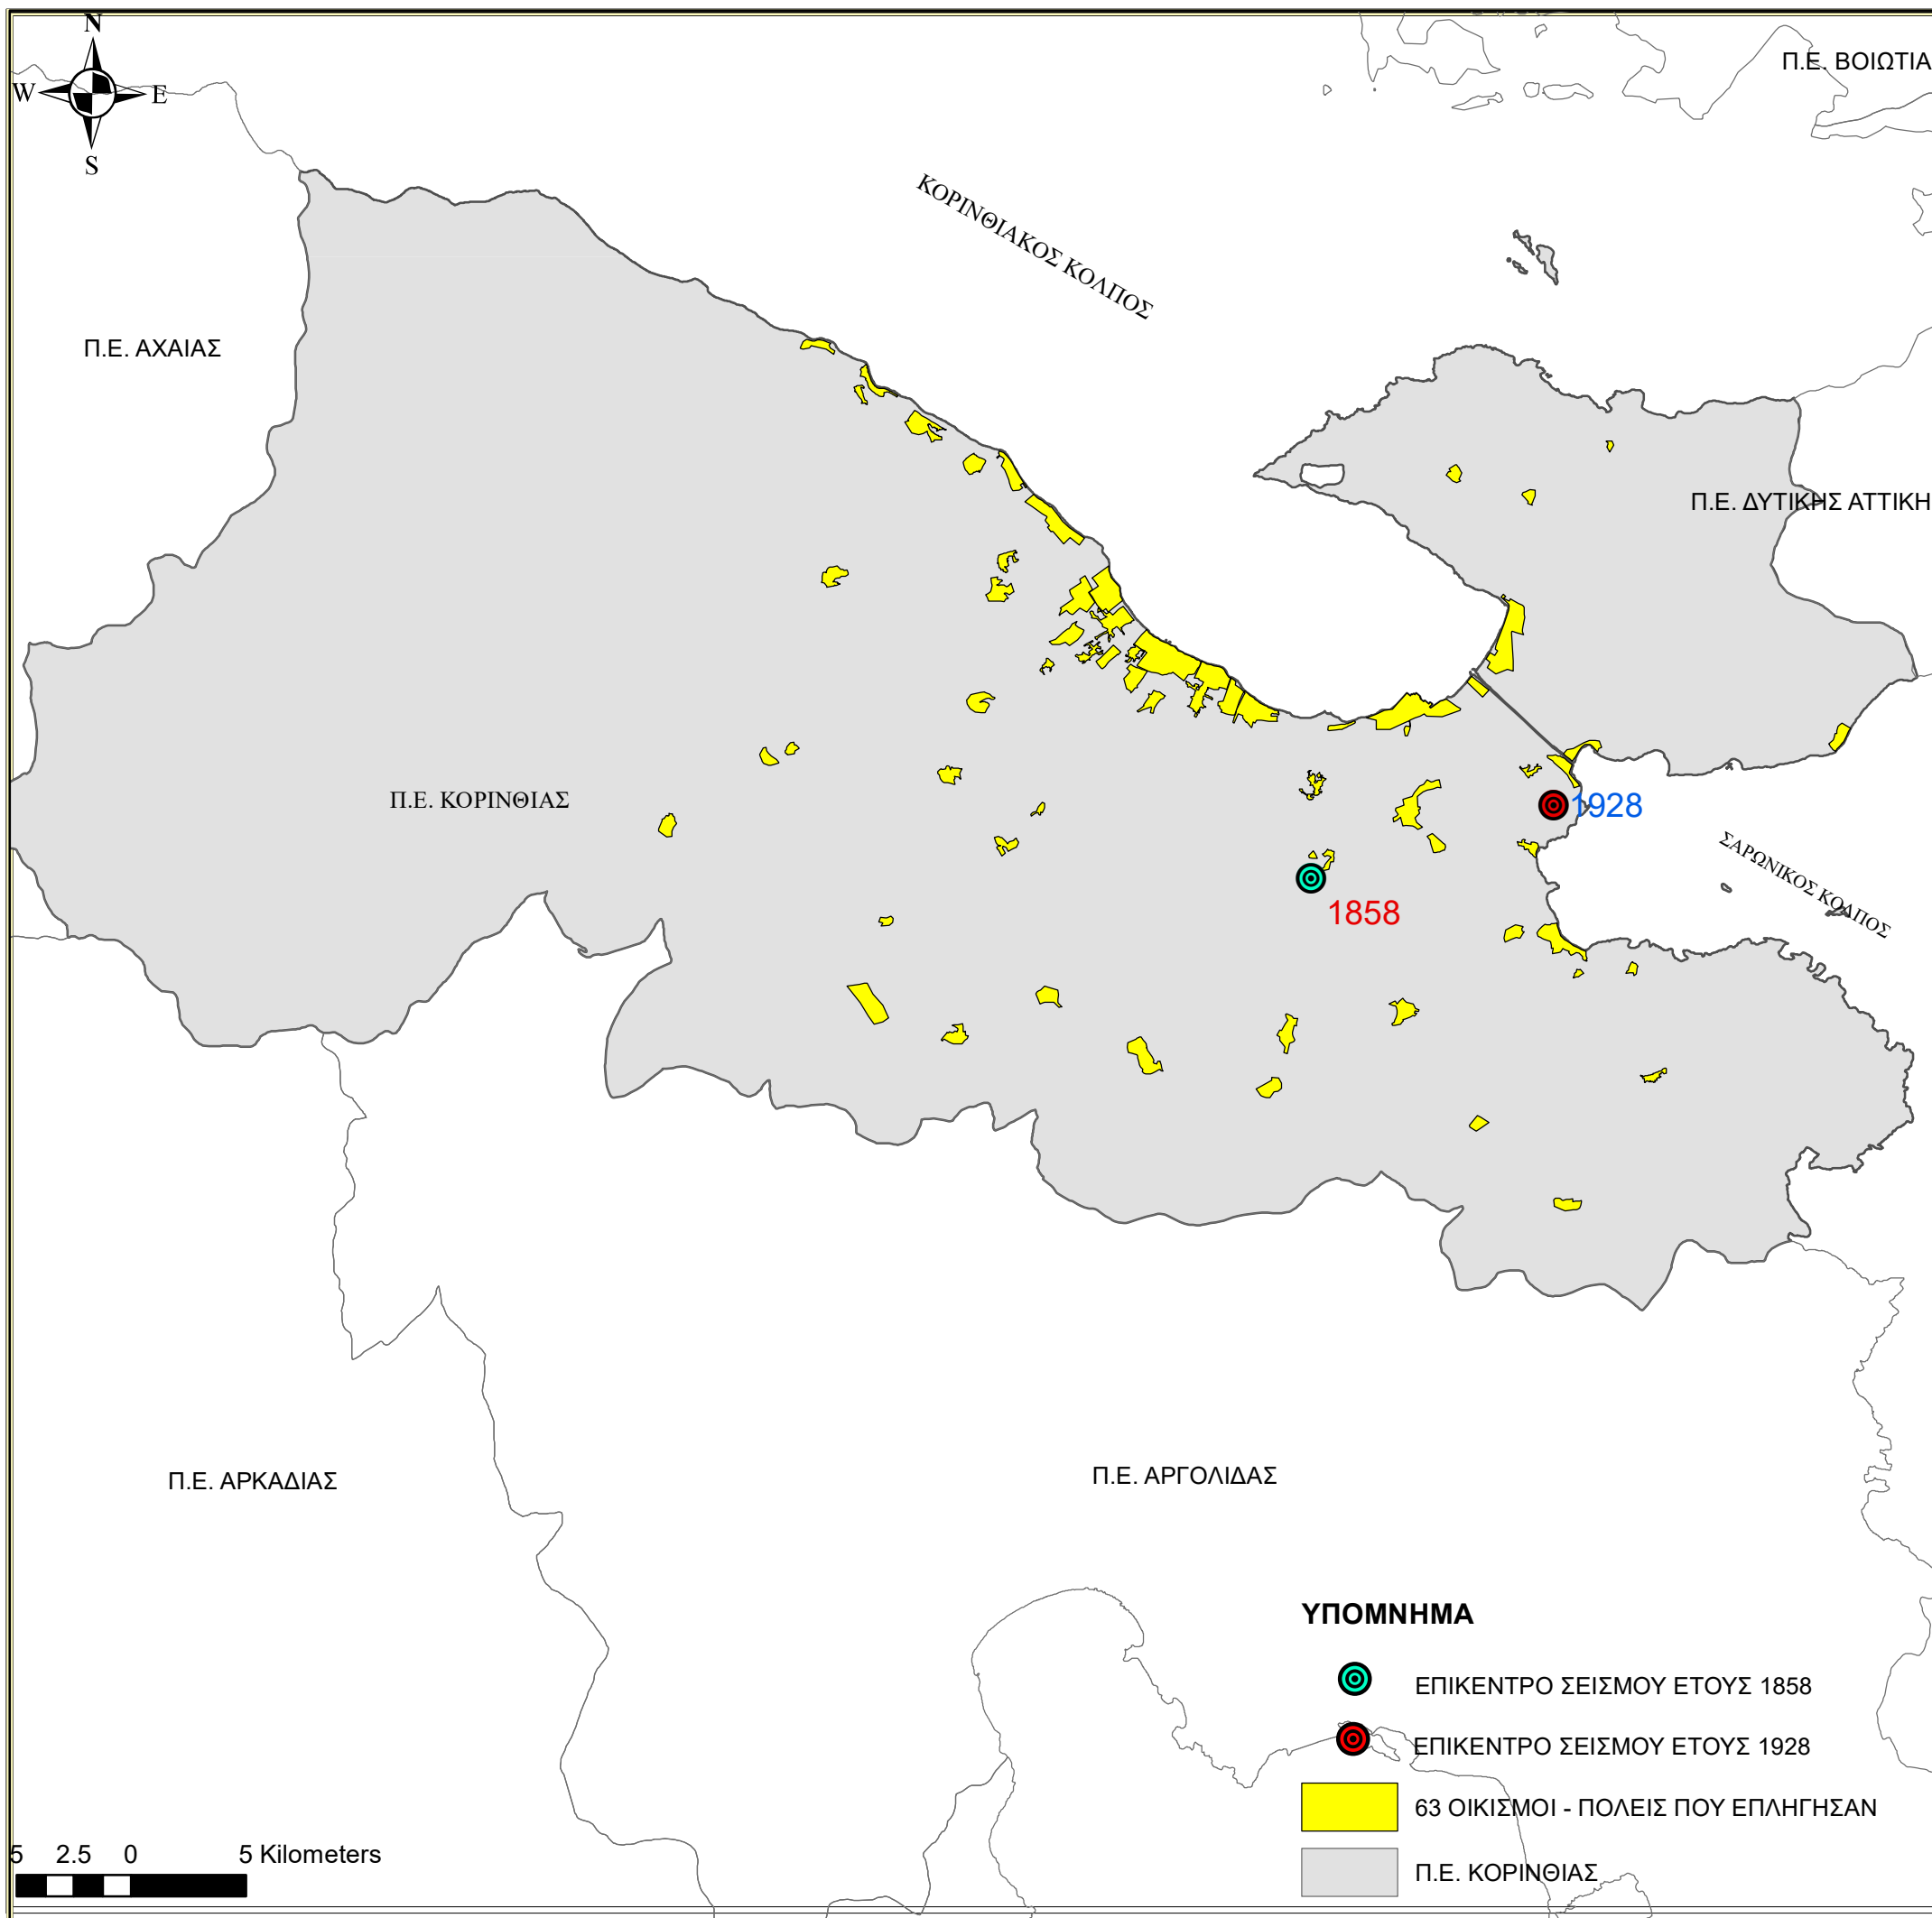 N
W E
S
Π.Ε. ΒΟΙΩΤΙΑ
ΚΟΡΙΝΘΙΑΚΟΣ ΚΟΛΠΟΣ
Π.Ε. ΑΧΑΙΑΣ
Π.Ε. ΔΥΤΙΚΗΣ ΑΤΤΙΚΗ
Π.Ε. ΚΟΡΙΝΘΙΑΣ
1928
ΣΑΡΩΝΙΚΟΣ ΚΟΛΠΟΣ
1858
Π.Ε. ΑΡΚΑΔΙΑΣ
Π.Ε. ΑΡΓΟΛΙΔΑΣ
ΥΠΟΜΝΗΜΑ
ΕΠΙΚΕΝΤΡΟ ΣΕΙΣΜΟΥ ΕΤΟΥΣ 1858
ΕΠΙΚΕΝΤΡΟ ΣΕΙΣΜΟΥ ΕΤΟΥΣ 1928
63 ΟΙΚΙΣΜΟΙ - ΠΟΛΕΙΣ ΠΟΥ ΕΠΛΗΓΗΣΑΝ
Π.Ε. ΚΟΡΙΝΘΙΑΣ
5 2.5 0 5 Kilometers